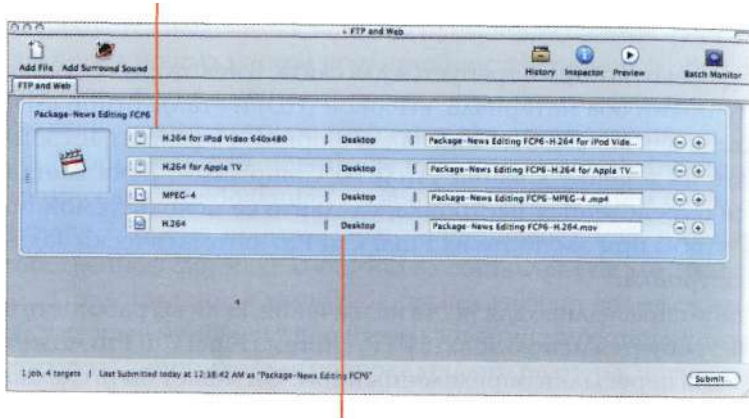 FTP and Web
Add File Add Surround Sound History Inspector Preview Batch Monitor
FTP and Web
Package-News Editing FCP6
H.264 for iPod Video 640x480 Desktop Package-News Editing FCP6-H.264 for iPod Vide...
H.264 for Apple TV Desktop Package-News Editing FCP6-H.264 for Apple TV...
MPEG-4 Desktop Package-News Editing FCP6-MPEG-4 .mp4
H.264 Desktop Package-News Editing FCP6-H.264.mov
1 job, 4 targets | Last Submitted today at 12:38:42 AM as "Package-News Editing FCP6"
Submit...